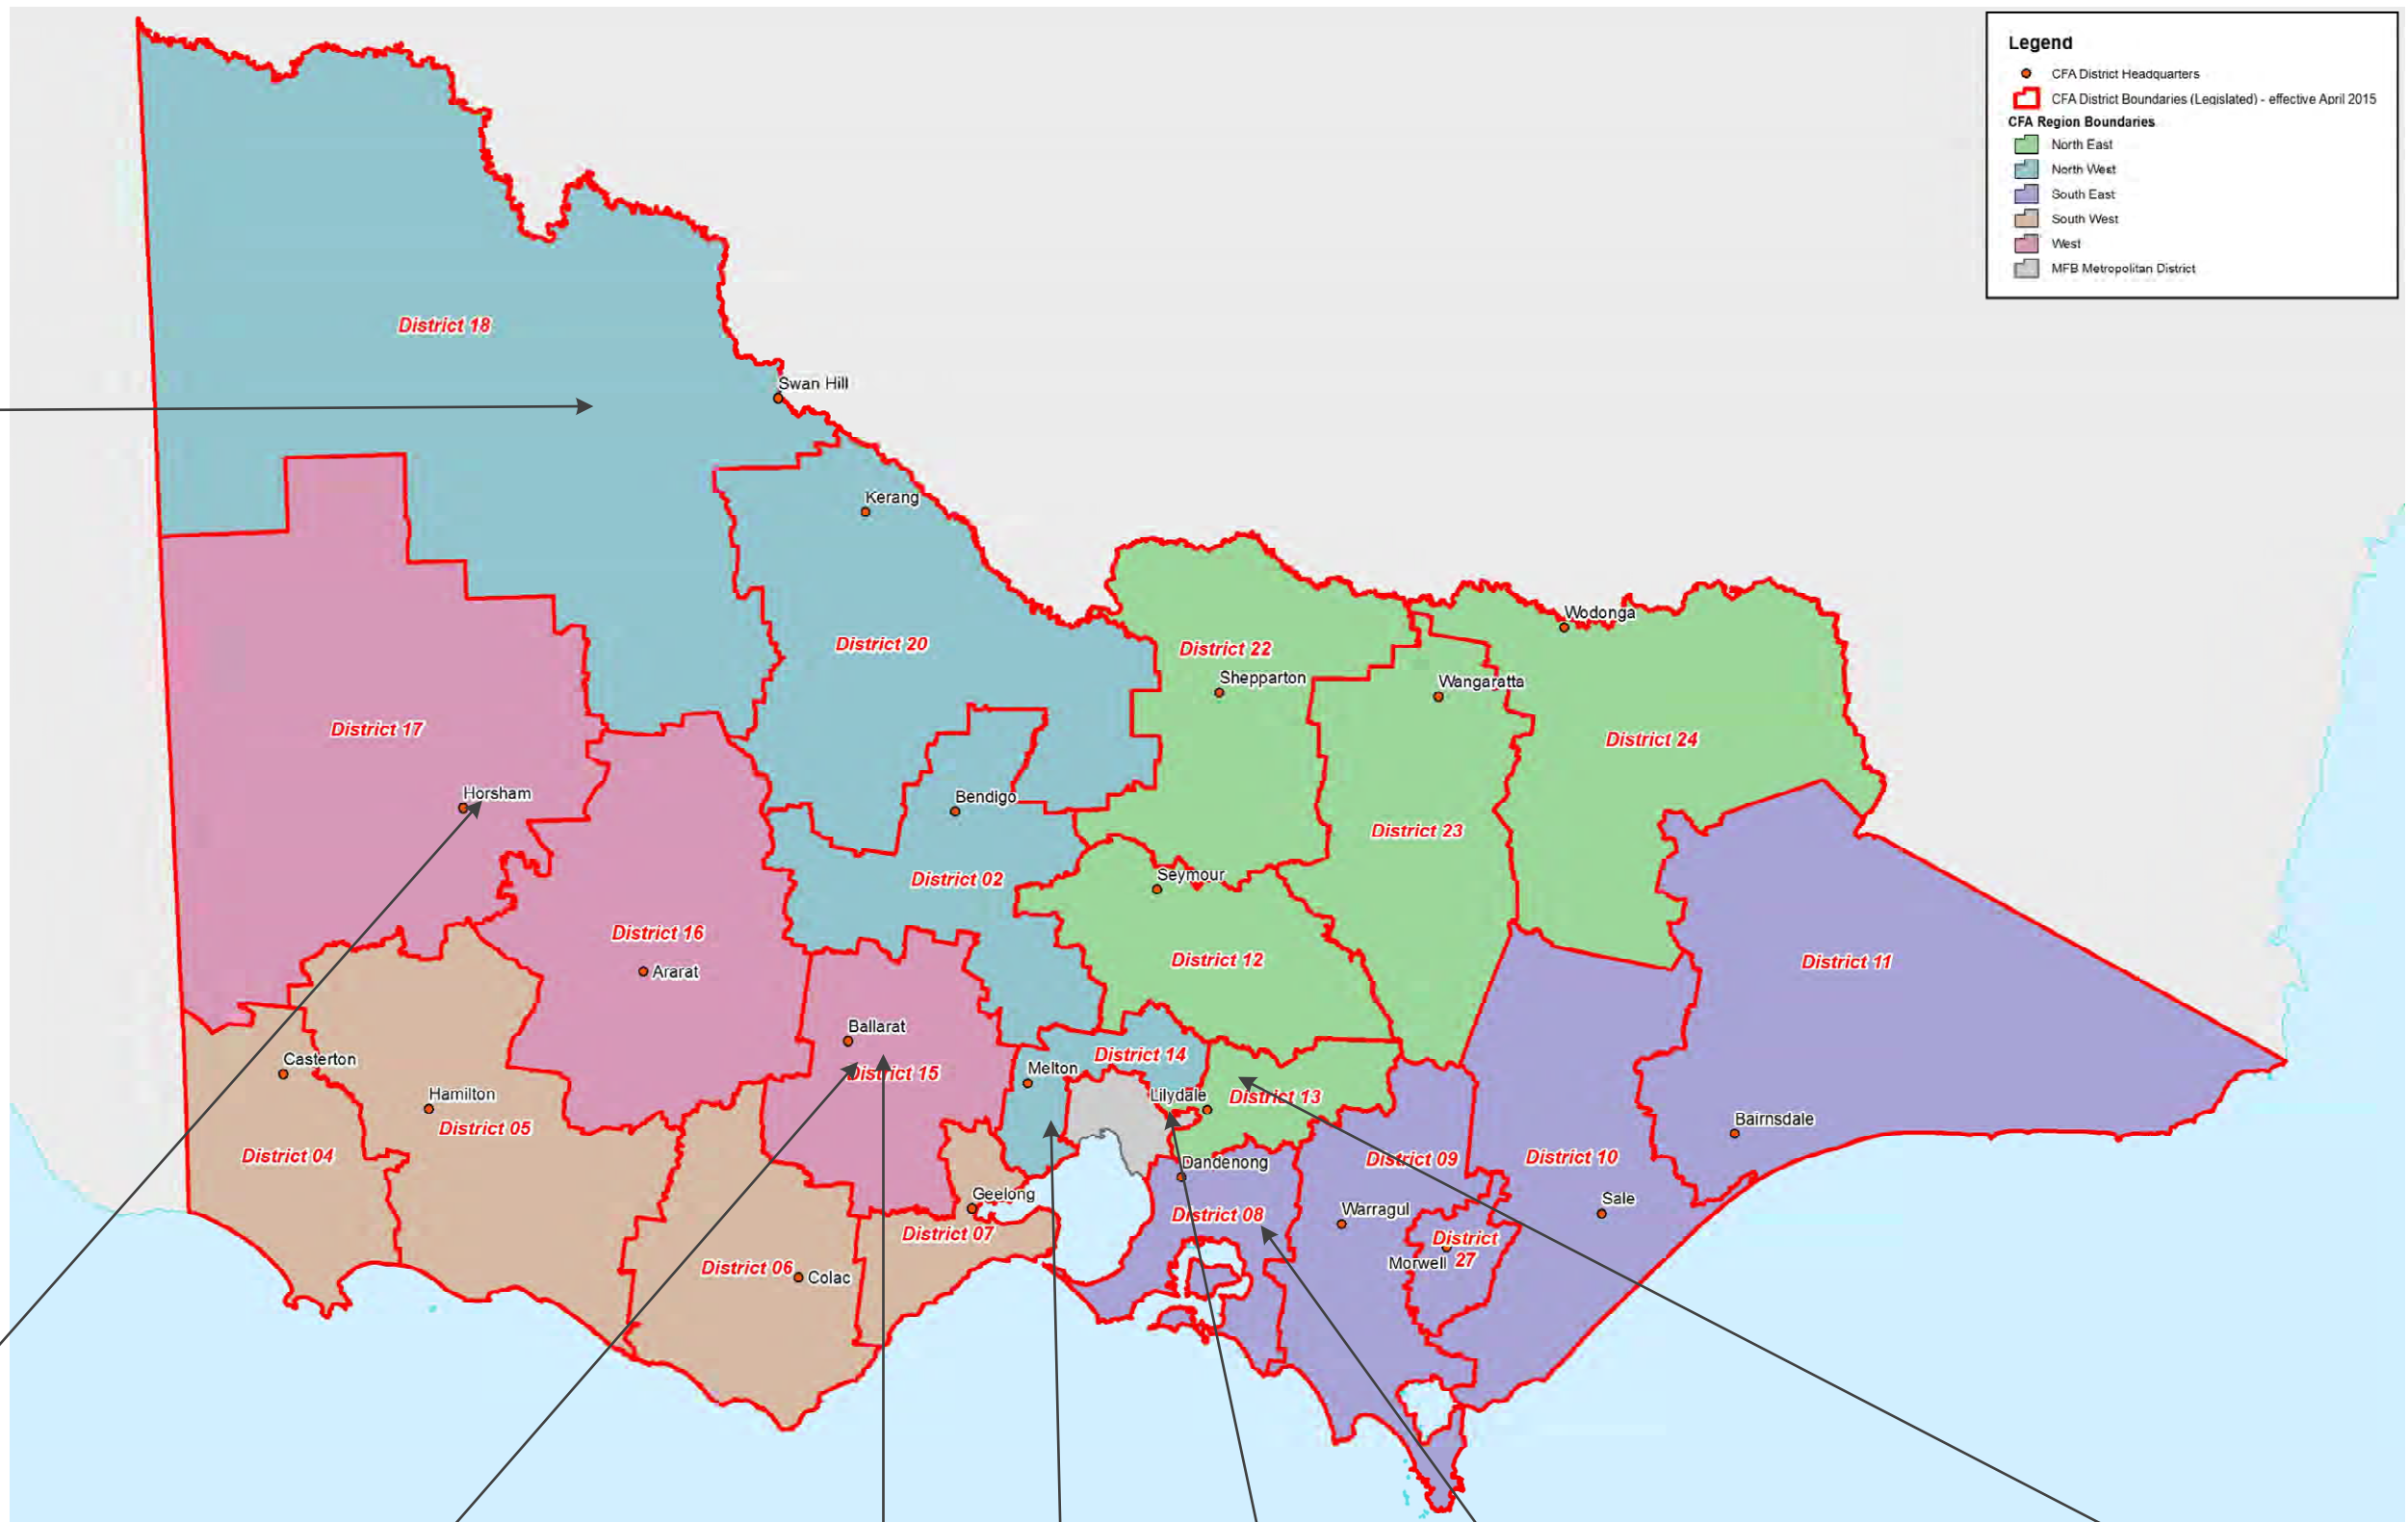 Legend
CFA District Headquarters
CFA District Boundaries (Legislated) - effective April 2015
CFA Region Boundaries
North East
North West
South East
South West
West
MFB Metropolitan District
District 18
Swan Hill
Kerang
Wodonga
District 20
District 22
Shepparton
Wangaratta
District 17
District 24
Horsham
Bendigo
District 23
Seymour
District 02
District 16
District 12
District 11
Ararat
Ballarat
Casterton
District 14
Melton
District 15
Hamilton
Lilydale
District 13
District 05
Bairnsdale
District 04
Dandenong
District 09
District 10
Geelong
Sale
Warragul
District 08
District 07
District
27
Morwell
District 06
Colac